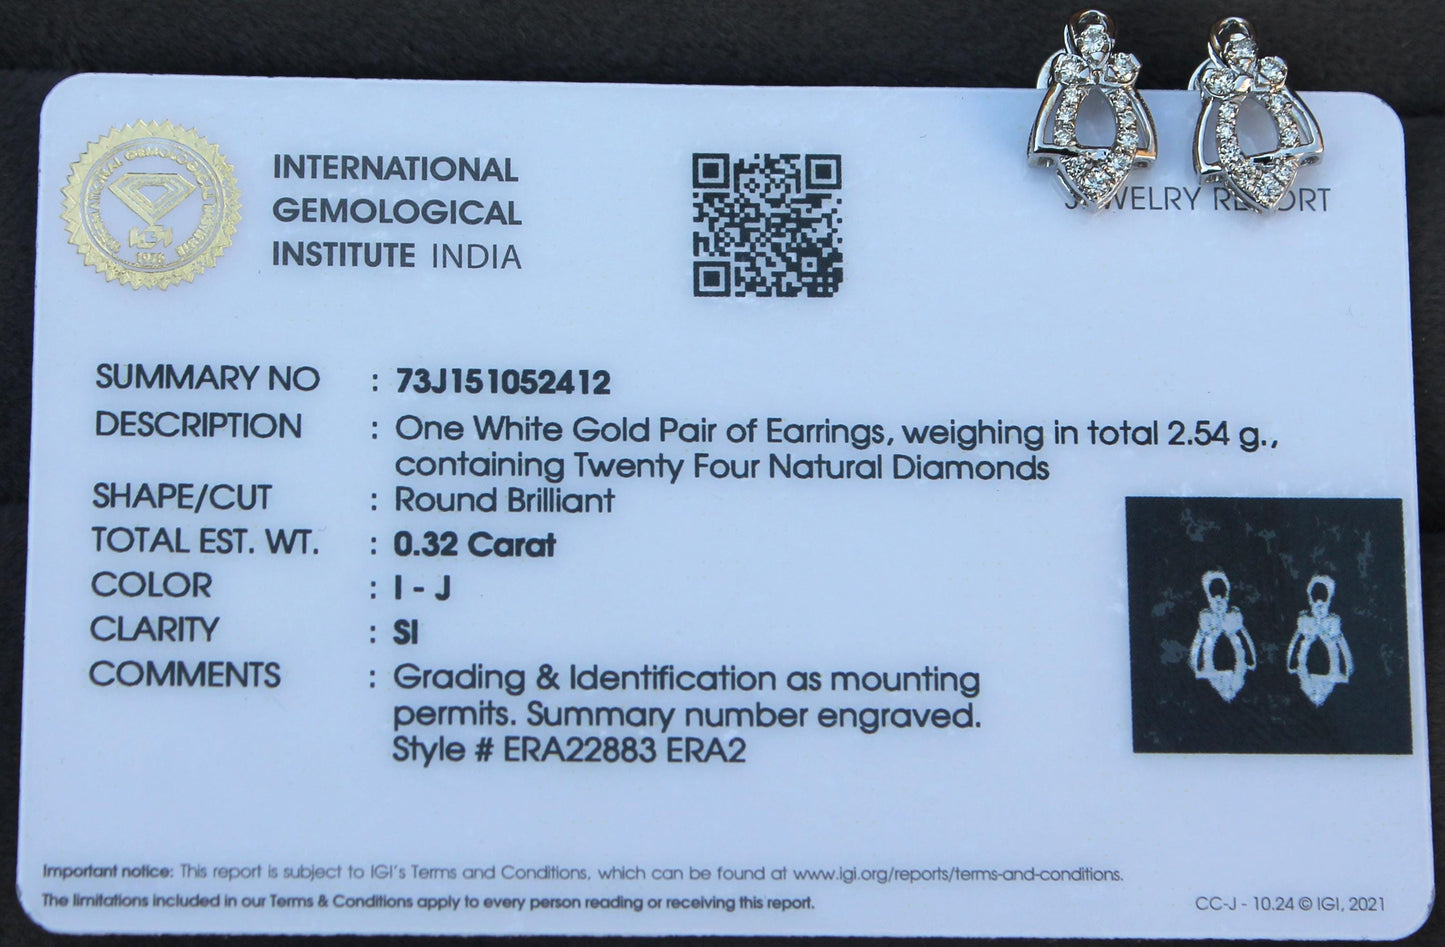 INTERNATIONAL
GEMOLOGICAL
INSTITUTE INDIA
JEWELRY REPORT
SUMMARY NO : 73J151052412
DESCRIPTION : One White Gold Pair of Earrings, weighing in total 2.54 g.,
containing Twenty Four Natural Diamonds
SHAPE/CUT : Round Brilliant
TOTAL EST. WT. : 0.32 Carat
COLOR : I - J
CLARITY : SI
COMMENTS : Grading & Identification as mounting
permits. Summary number engraved.
Style # ERA22883 ERA2
Important notice: This report is subject to IGI's Terms and Conditions, which can be found at www.igi.org/reports/terms-and-conditions.
The limitations included in our Terms & Conditions apply to every person reading or receiving this report.
CC-J - 10.24 © IGI, 2021